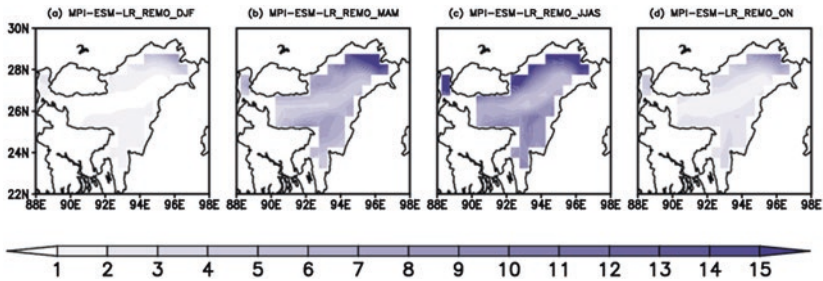 (a) MPI-ESM-LR_REMO_DJF
(b) MPI-ESM-LR_REMO_MAM
(c) MPI-ESM-LR_REMO_JJAS
(d) MPI-ESM-LR_REMO_ON
30N
28N
26N
24N
22N
88E 90E 92E 94E 96E 98E
88E 90E 92E 94E 96E 98E
88E 90E 92E 94E 96E 98E
88E 90E 92E 94E 96E 98E
1 2 3 4 5 6 7 8 9 10 11 12 13 14 15